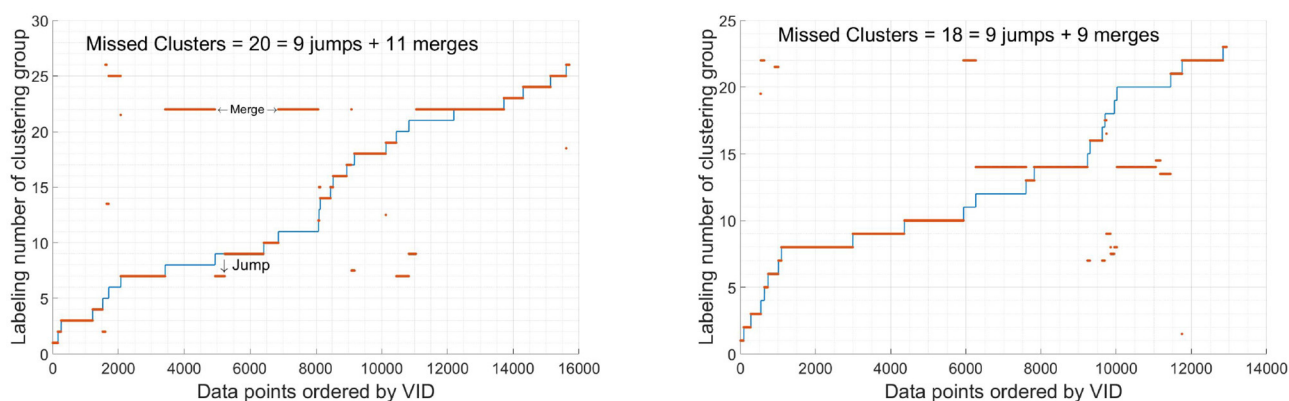 Missed Clusters = 20 = 9 jumps + 11 merges
Labeling number of clustering group
30
25
20
15
10
5
0
←Merge→
↓Jump
0 2000 4000 6000 8000 10000 12000 14000 16000
Data points ordered by VID
Missed Clusters = 18 = 9 jumps + 9 merges
Labeling number of clustering group
25
20
15
10
5
0
0 2000 4000 6000 8000 10000 12000 14000
Data points ordered by VID